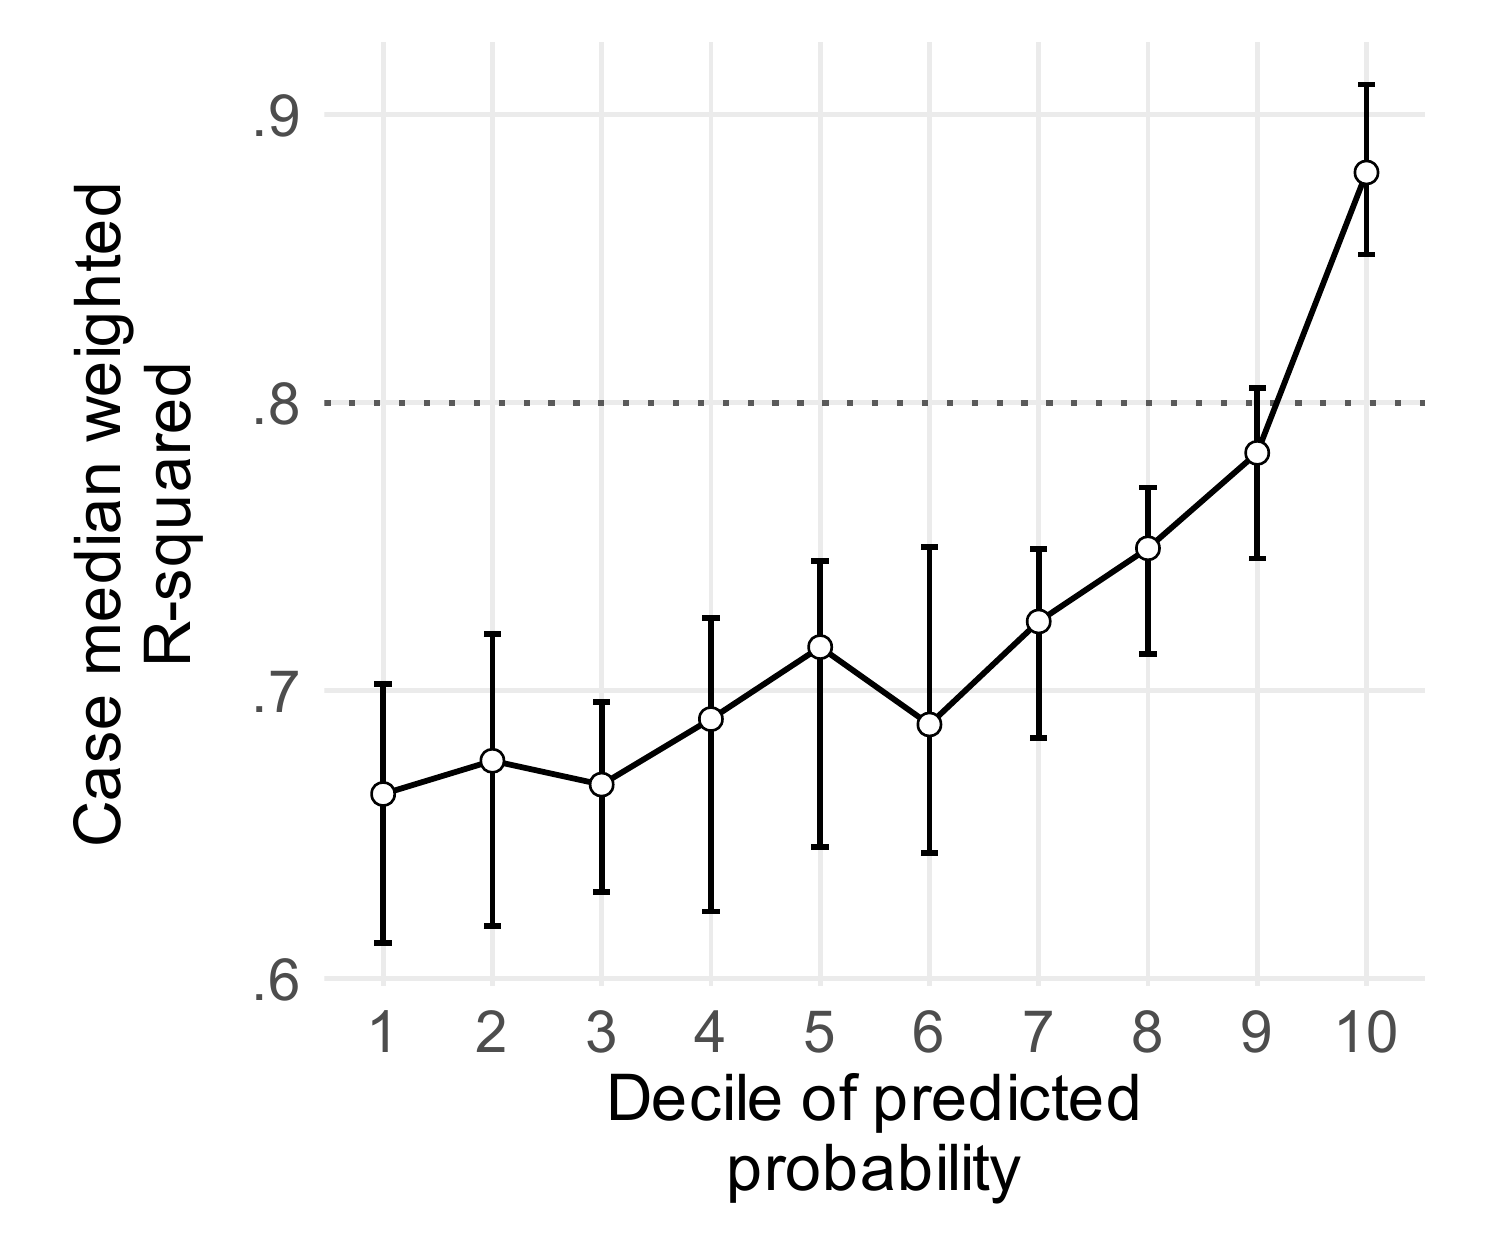 Case median weighted
R-squared
.9
.8
.7
.6
1 2 3 4 5 6 7 8 9 10
Decile of predicted
probability